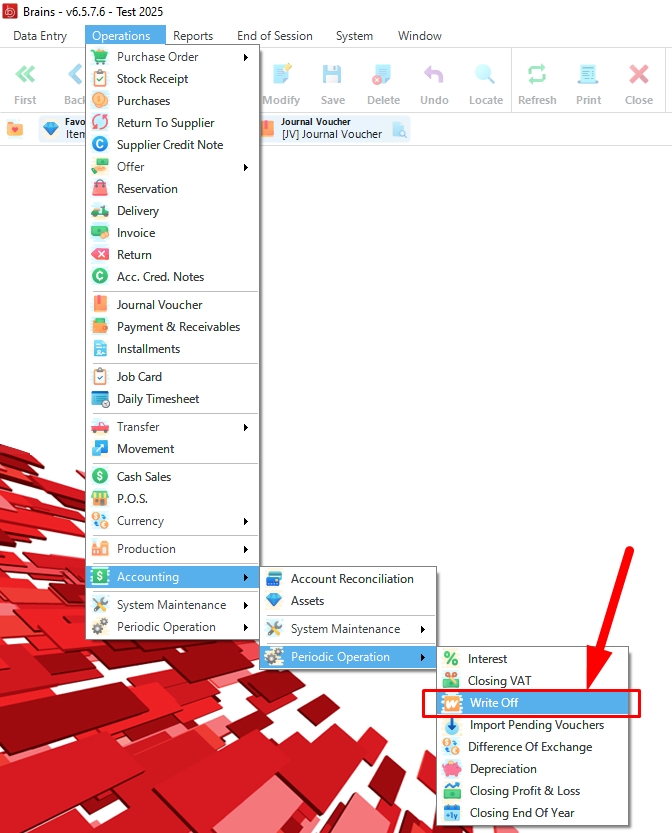 Brains - v6.5.7.6 - Test 2025
Data Entry Operations Reports End of Session System Window
First Back Modify Save Delete Undo Locate Refresh Print Close
Favo Journal Voucher
Item [JV] Journal Voucher
Purchase Order
Stock Receipt
Purchases
Return To Supplier
Supplier Credit Note
Offer
Reservation
Delivery
Invoice
Return
Acc. Cred. Notes
Journal Voucher
Payment & Receivables
Installments
Job Card
Daily Timesheet
Transfer
Movement
Cash Sales
P.O.S.
Currency
Production
Accounting
System Maintenance
Periodic Operation
Account Reconciliation
Assets
System Maintenance
Periodic Operation
Interest
Closing VAT
Write Off
Import Pending Vouchers
Difference Of Exchange
Depreciation
Closing Profit & Loss
Closing End Of Year